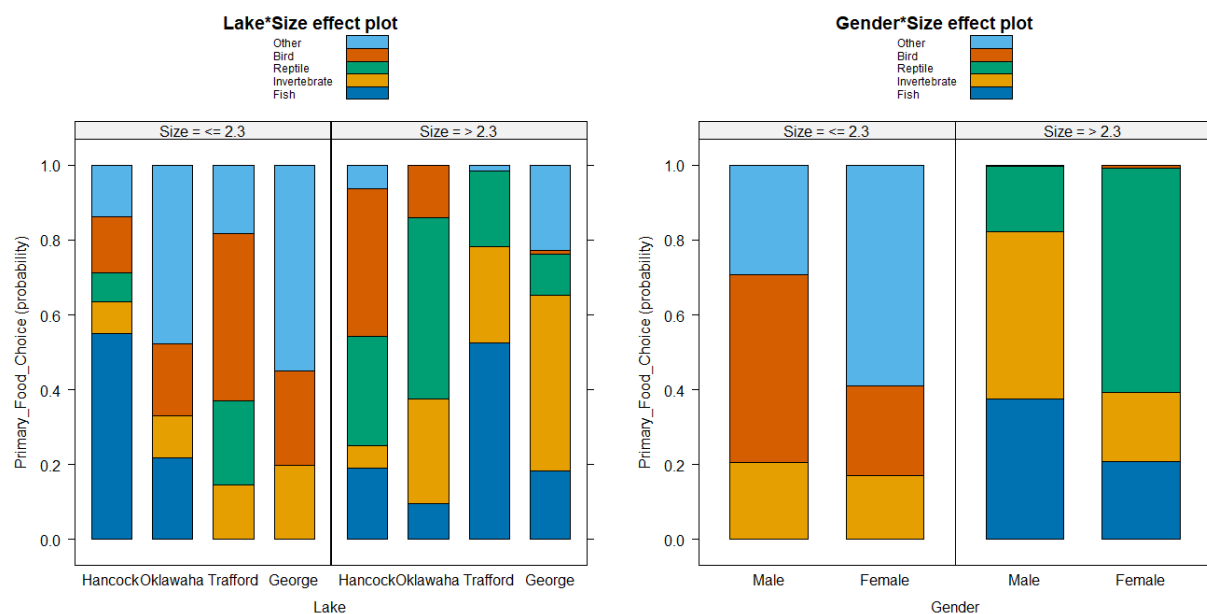 Lake*Size effect plot
Other
Bird
Reptile
Invertebrate
Fish
Size = <= 2.3
Size = > 2.3
1.0
0.8
0.6
0.4
0.2
0.0
Primary_Food_Choice (probability)
Hancock Oklawaha Trafford George
Hancock Oklawaha Trafford George
Lake
Gender*Size effect plot
Other
Bird
Reptile
Invertebrate
Fish
Size = <= 2.3
Size = > 2.3
1.0
0.8
0.6
0.4
0.2
0.0
Primary_Food_Choice (probability)
Male Female
Male Female
Gender